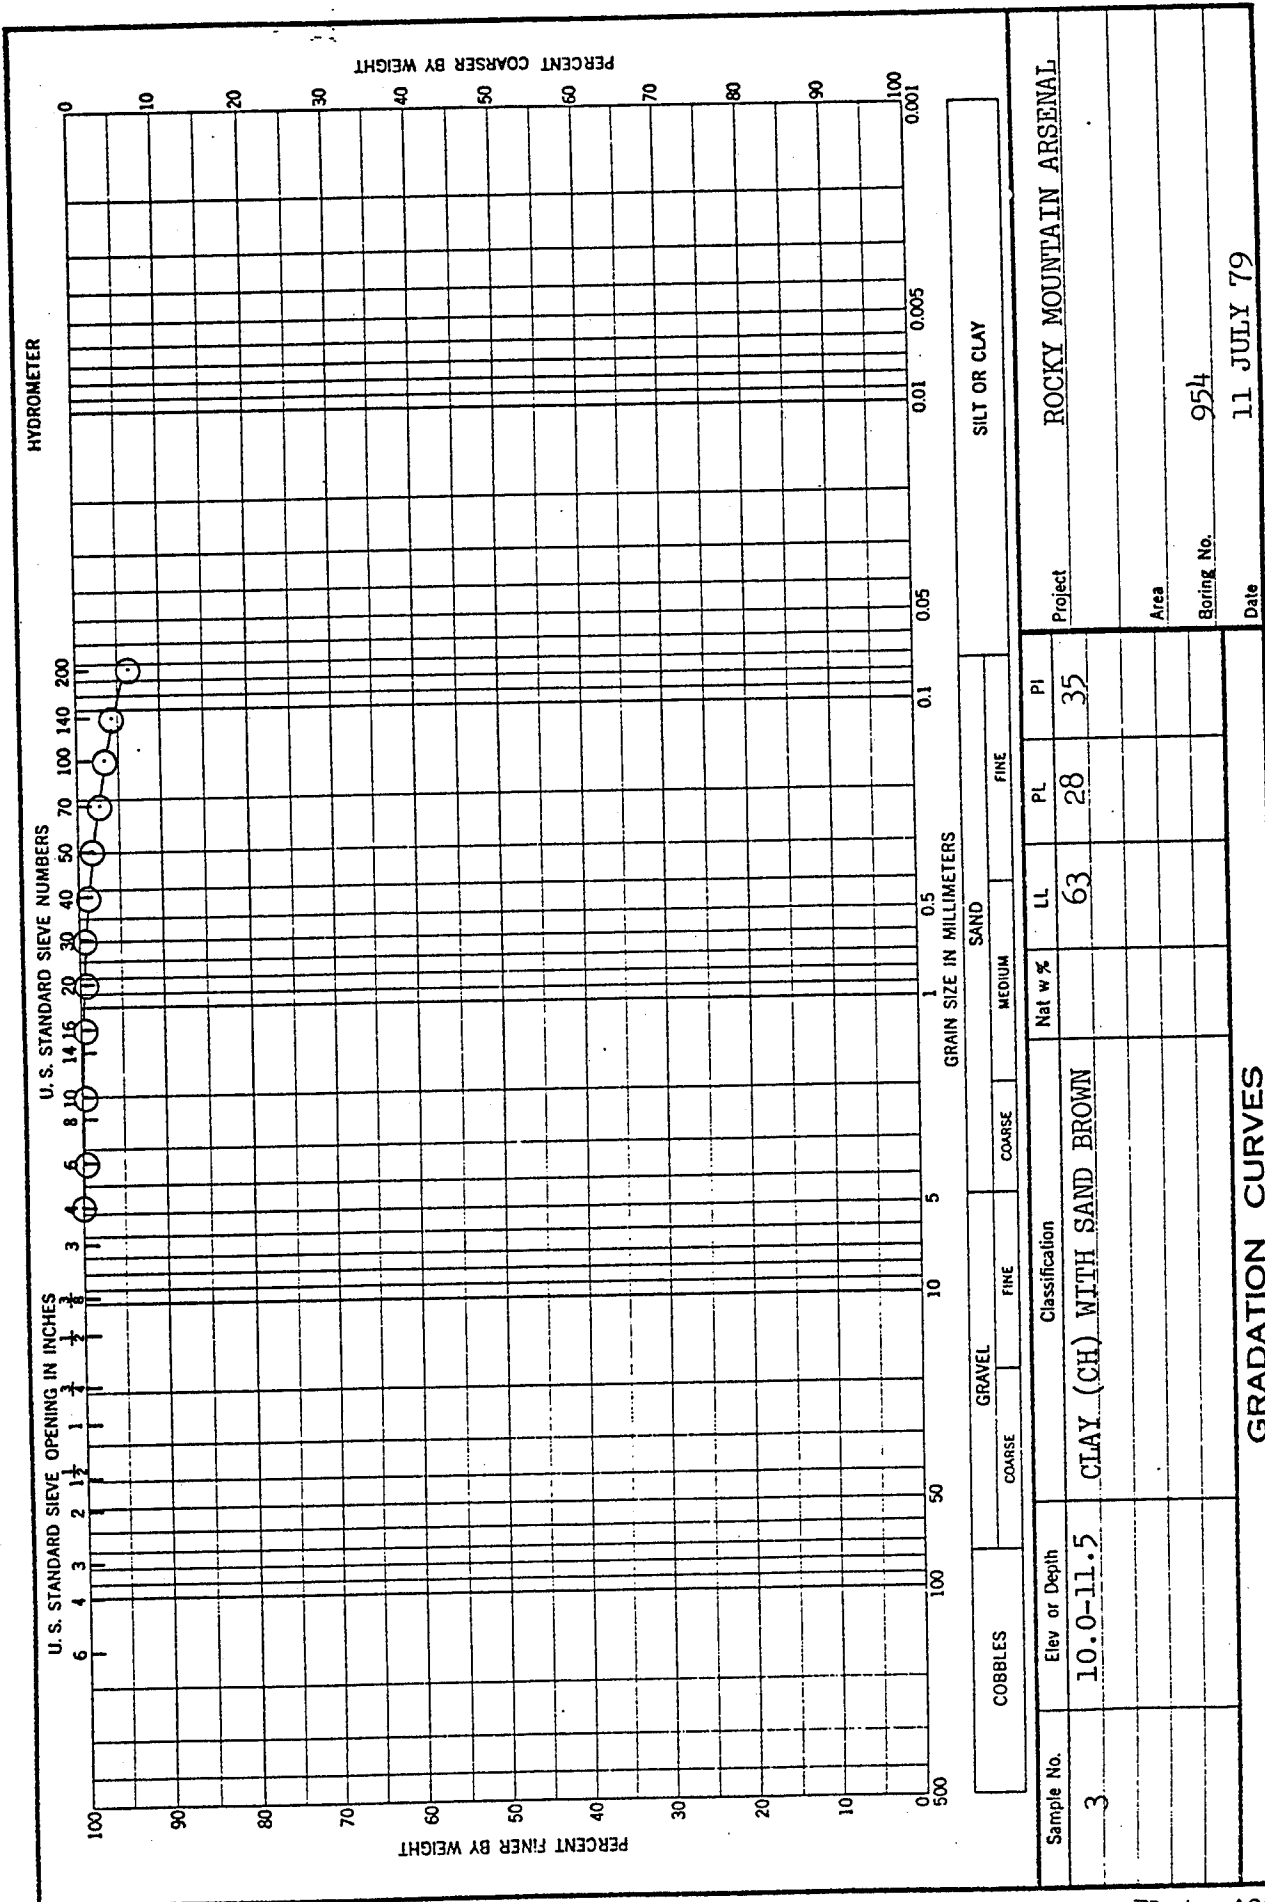 U. S. STANDARD SIEVE OPENING IN INCHES
U. S. STANDARD SIEVE NUMBERS
HYDROMETER
6 4 3 2 1½ 1 ¾ ½ ⅜ 3 4 6 8 10 14 16 20 30 40 50 70 100 140 200
PERCENT FINER BY WEIGHT
100
90
80
70
60
50
40
30
20
10
0
PERCENT COARSER BY WEIGHT
0
10
20
30
40
50
60
70
80
90
100
500 100 50 10 5 1 0.5 0.1 0.05 0.01 0.005 0.001
GRAIN SIZE IN MILLIMETERS
COBBLES
GRAVEL
COARSE
FINE
SAND
COARSE
MEDIUM
FINE
SILT OR CLAY
Sample No.
Elev or Depth
Classification
Nat w %
LL
PL
PI
3
10.0-11.5
CLAY (CH) WITH SAND BROWN
63
28
35
Project
ROCKY MOUNTAIN ARSENAL
Area
Boring No.
954
Date
11 JULY 79
GRADATION CURVES